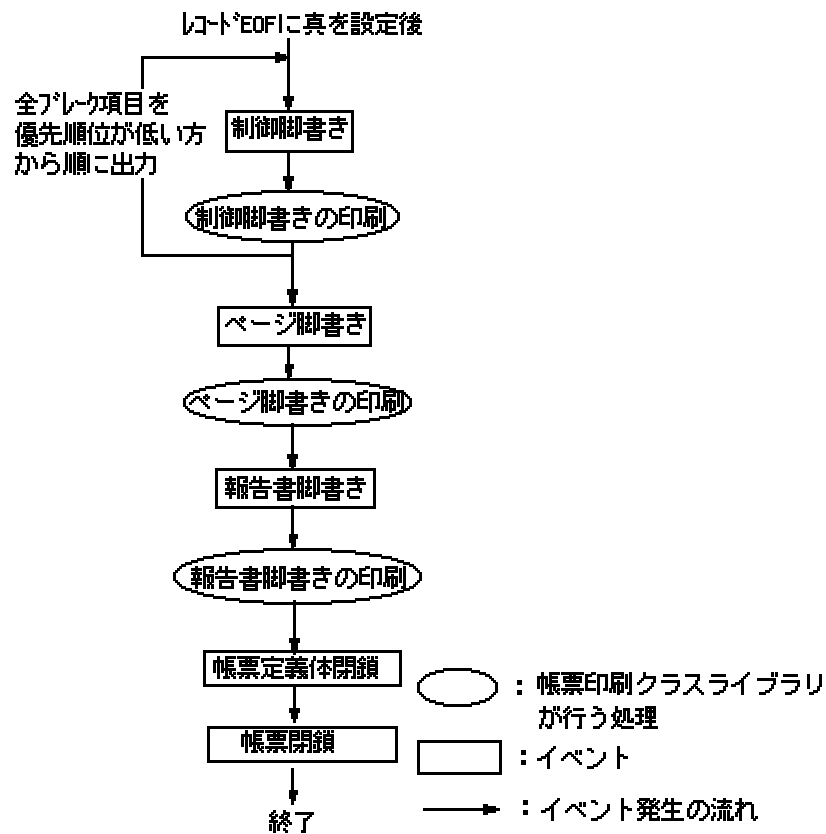 ﾚｺｰﾄﾞEOFに真を設定後
全ﾌﾞﾚｰｸ項目を
優先順位が低い方
から順に出力
制御脚書き
制御脚書きの印刷
ページ脚書き
ページ脚書きの印刷
報告書脚書き
報告書脚書きの印刷
帳票定義体閉鎖
帳票閉鎖
終了
：帳票印刷クラスライブラリ
が行う処理
：イベント
：イベント発生の流れ